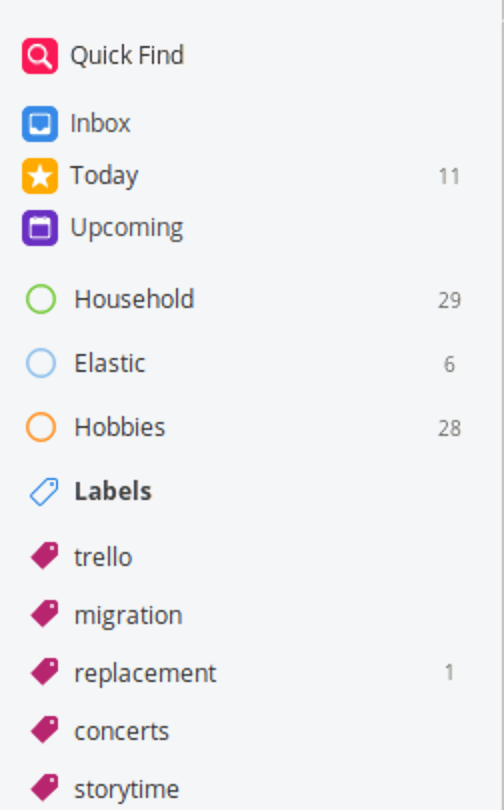 Quick Find
Inbox
Today 11
Upcoming
Household 29
Elastic 6
Hobbies 28
Labels
trello
migration
replacement 1
concerts
storytime